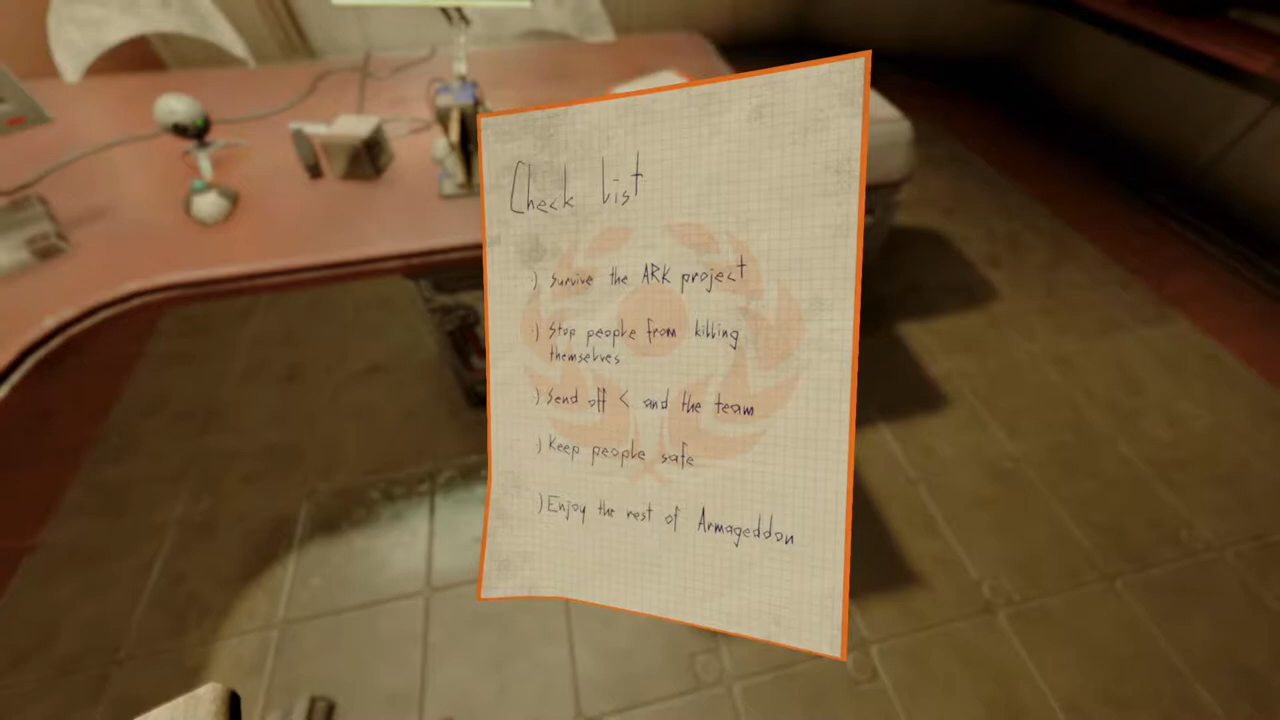 Check list
·) Survive the ARK project
·) Stop people from killing
themselves
·) Send off < and the team
·) Keep people safe
·) Enjoy the rest of Armageddon